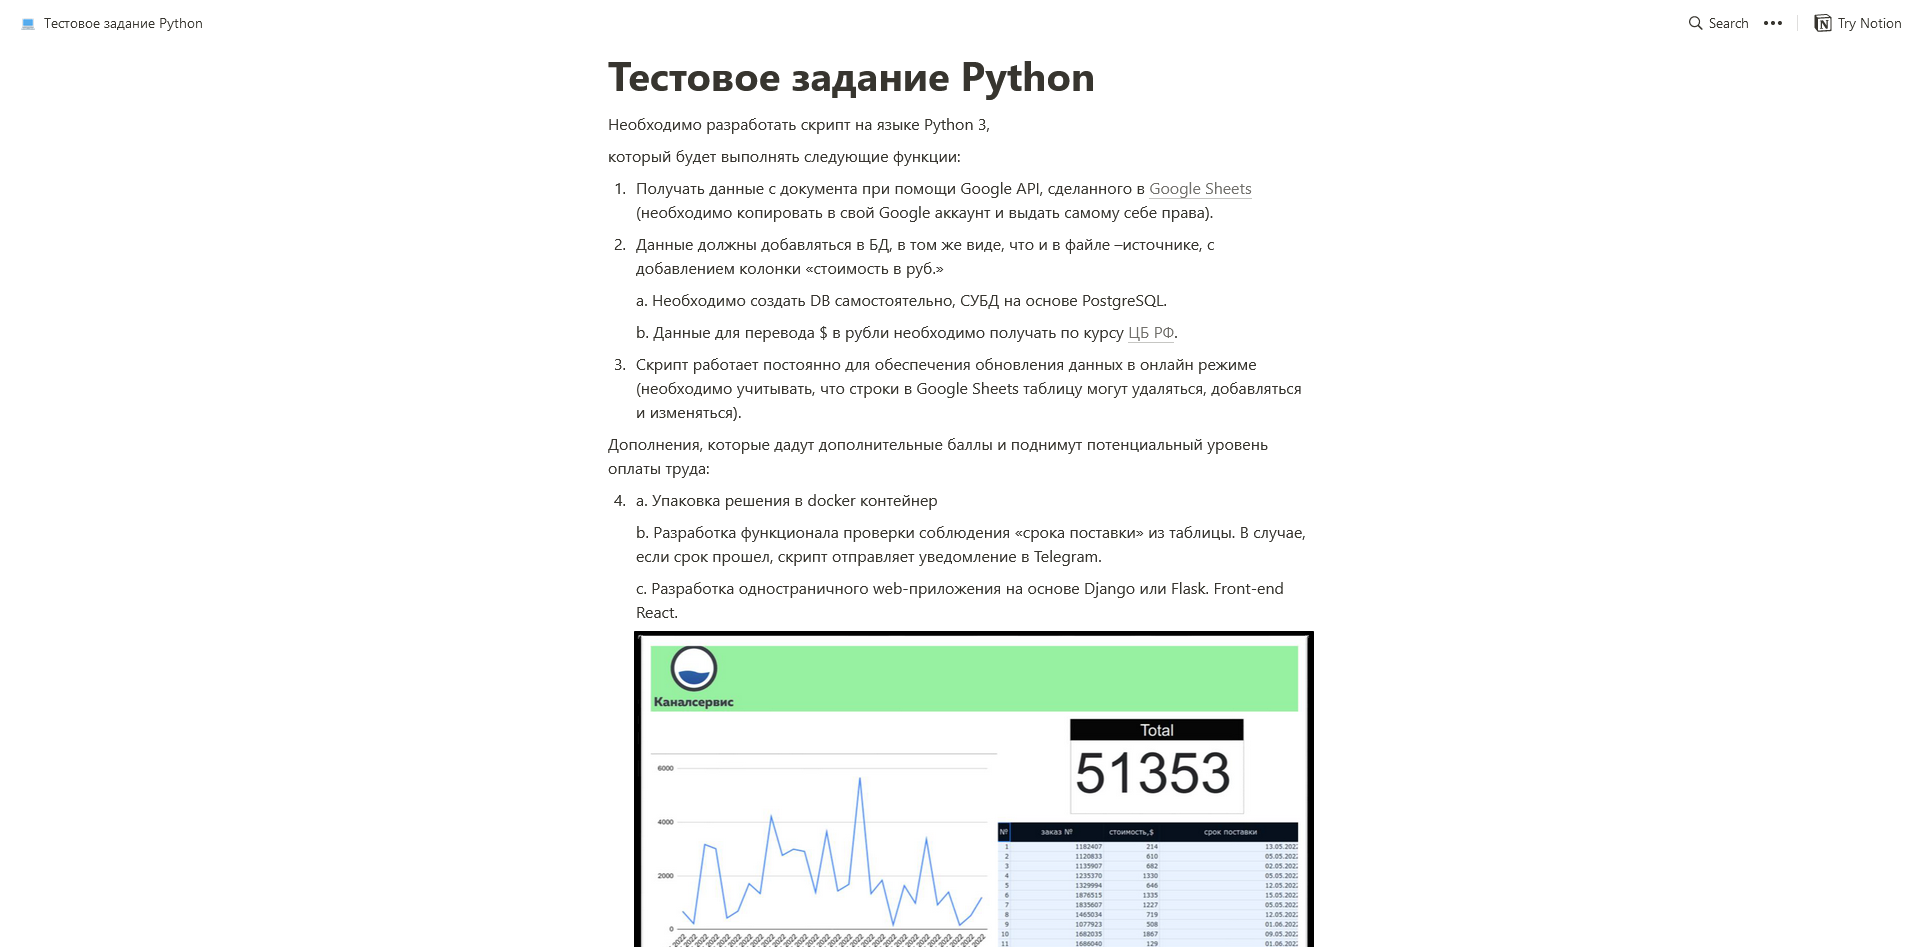 Тестовое задание Python
Search
Try Notion
Тестовое задание Python
Необходимо разработать скрипт на языке Python 3,
который будет выполнять следующие функции:
1. Получать данные с документа при помощи Google API, сделанного в Google Sheets
(необходимо копировать в свой Google аккаунт и выдать самому себе права).
2. Данные должны добавляться в БД, в том же виде, что и в файле –источнике, с
добавлением колонки «стоимость в руб.»
a. Необходимо создать DB самостоятельно, СУБД на основе PostgreSQL.
b. Данные для перевода $ в рубли необходимо получать по курсу ЦБ РФ.
3. Скрипт работает постоянно для обеспечения обновления данных в онлайн режиме
(необходимо учитывать, что строки в Google Sheets таблицу могут удаляться, добавляться
и изменяться).
Дополнения, которые дадут дополнительные баллы и поднимут потенциальный уровень
оплаты труда:
4. a. Упаковка решения в docker контейнер
b. Разработка функционала проверки соблюдения «срока поставки» из таблицы. В случае,
если срок прошел, скрипт отправляет уведомление в Telegram.
c. Разработка одностраничного web-приложения на основе Django или Flask. Front-end
React.
Каналсервис
Total
51353
6000
4000
2000
0
№ заказ № стоимость,$ срок поставки
1 1182407 214 13.05.2022
2 1120833 610 05.05.2022
3 1135907 682 02.05.2022
4 1235370 1330 05.05.2022
5 1329994 646 12.05.2022
6 1876515 1335 15.05.2022
7 1835607 1227 05.05.2022
8 1465034 719 12.05.2022
9 1077923 508 01.06.2022
10 1682035 1867 09.05.2022
11 1686040 129 01.06.2022